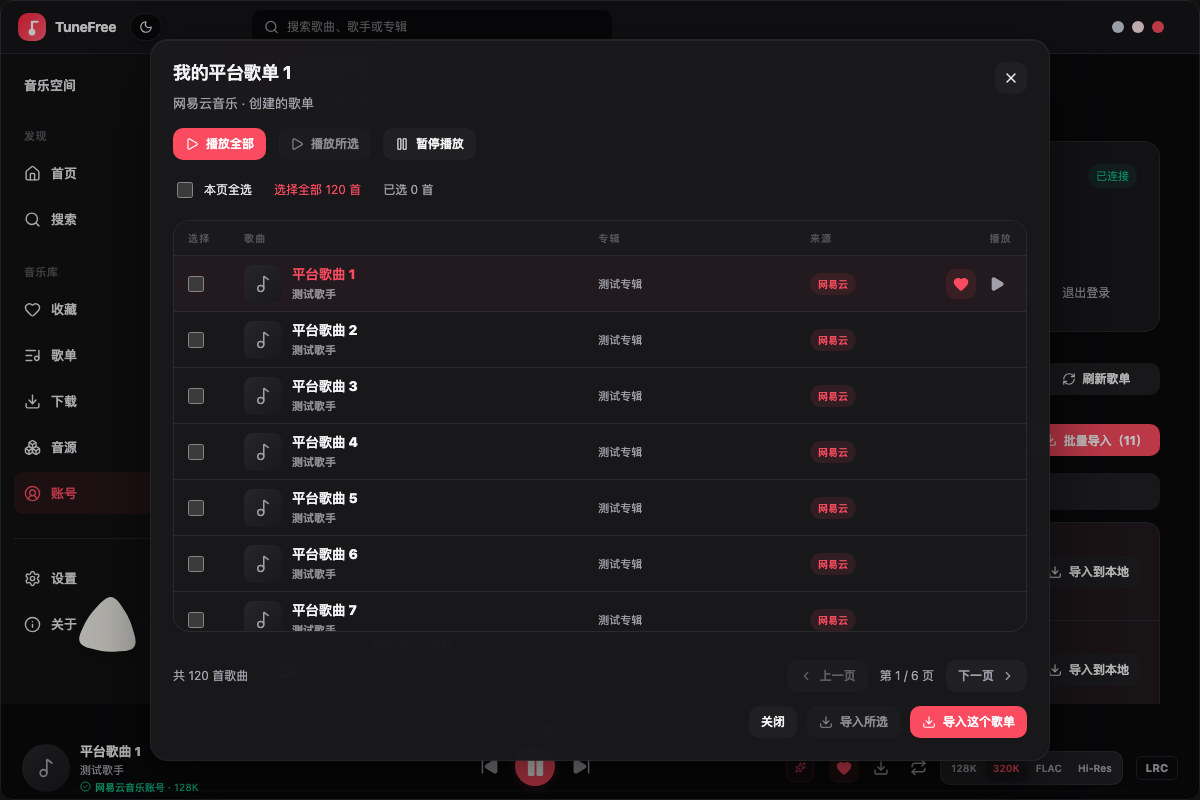 TuneFree
搜索歌曲、歌手或专辑
音乐空间
发现
首页
搜索
音乐库
收藏
歌单
下载
音源
账号
设置
关于
我的平台歌单 1
网易云音乐 · 创建的歌单
播放全部 播放所选 暂停播放
本页全选 选择全部 120 首 已选 0 首
选择 歌曲 专辑 来源 播放
平台歌曲 1
测试歌手 测试专辑 网易云
平台歌曲 2
测试歌手 测试专辑 网易云
平台歌曲 3
测试歌手 测试专辑 网易云
平台歌曲 4
测试歌手 测试专辑 网易云
平台歌曲 5
测试歌手 测试专辑 网易云
平台歌曲 6
测试歌手 测试专辑 网易云
平台歌曲 7
测试歌手 测试专辑 网易云
共 120 首歌曲 上一页 第 1 / 6 页 下一页
关闭 导入所选 导入这个歌单
已连接
退出登录
刷新歌单
批量导入（11）
导入到本地
导入到本地
平台歌曲 1
测试歌手
网易云音乐账号 · 128K
128K 320K FLAC Hi-Res LRC